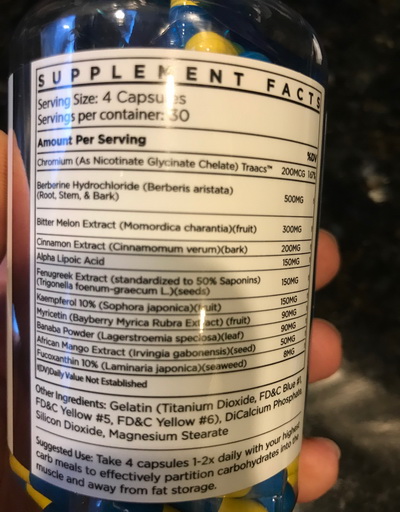 SUPPLEMENT FACTS
Serving Size: 4 Capsules
Servings per container: 30
Amount Per Serving %DV
Chromium (As Nicotinate Glycinate Chelate) Traacs™ 200MCG 167%
Berborine Hydrochloride (Berberis aristata) 500MG
(Root, Stem, & Bark)
Bitter Melon Extract (Momordica charantia)(fruit) 300MG
Cinnamon Extract (Cinnamomum verum)(bark) 200MG
Alpha Lipoic Acid 150MG
Fenugreek Extract (standardized to 50% Saponins) 150MG
(Trigonella foenum-graecum L.)(seeds)
Kaempferol 10% (Sophora japonica)(fruit) 150MG
Myricetin (Bayberry Myrica Rubra Extract) (fruit) 90MG
Banaba Powder (Lagerstroemia speciosa)(leaf) 90MG
African Mango Extract (Irvingia gabonensis)(seed) 50MG
Fucoxanthin 10% (Laminaria japonica)(seaweed) 8MG
Daily Value Not Established
Other Ingredients: Gelatin (Titanium Dioxide, FD&C Blue #1,
FD&C Yellow #5, FD&C Yellow #6), DiCalcium Phosphate,
Silicon Dioxide, Magnesium Stearate
Suggested Use: Take 4 capsules 1-2x daily with your highest
carb meals to effectively partition carbohydrates into the
muscle and away from fat storage.